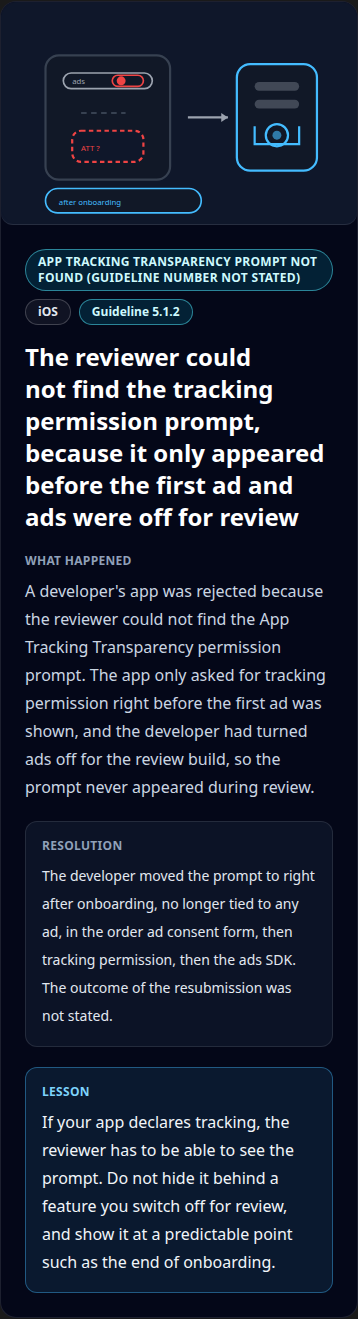 ads
ATT ?
after onboarding
APP TRACKING TRANSPARENCY PROMPT NOT
FOUND (GUIDELINE NUMBER NOT STATED)
iOS
Guideline 5.1.2
The reviewer could
not find the tracking
permission prompt,
because it only appeared
before the first ad and
ads were off for review
WHAT HAPPENED
A developer's app was rejected because
the reviewer could not find the App
Tracking Transparency permission
prompt. The app only asked for tracking
permission right before the first ad was
shown, and the developer had turned
ads off for the review build, so the
prompt never appeared during review.
RESOLUTION
The developer moved the prompt to right
after onboarding, no longer tied to any
ad, in the order ad consent form, then
tracking permission, then the ads SDK.
The outcome of the resubmission was
not stated.
LESSON
If your app declares tracking, the
reviewer has to be able to see the
prompt. Do not hide it behind a
feature you switch off for review,
and show it at a predictable point
such as the end of onboarding.